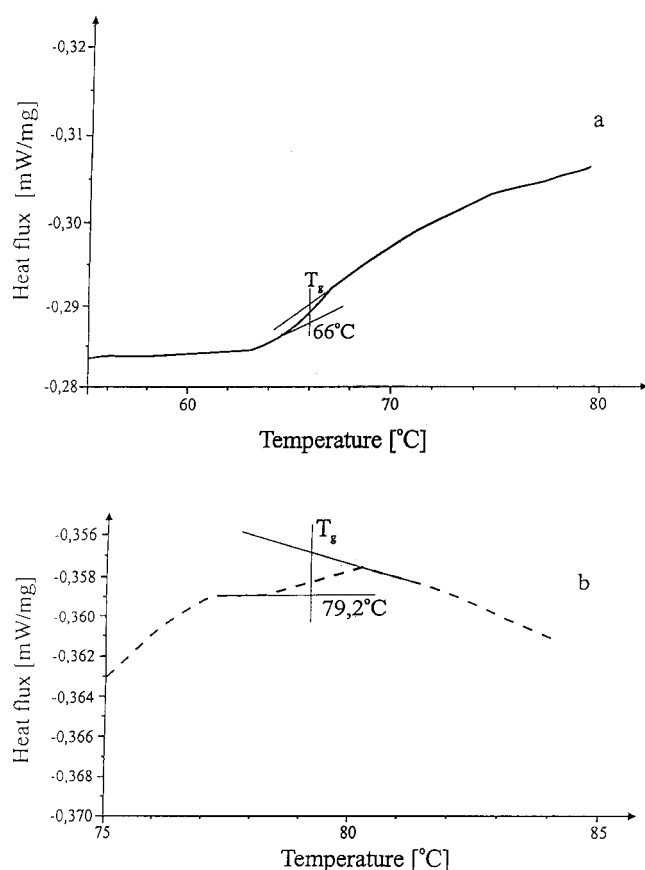 -0,32
-0,31
a
-0,30
Heat flux [mW/mg]
Tg
-0,29
66°C
-0,28
60
70
80
Temperature [°C]
-0,356
Tg
-0,358
b
79,2°C
-0,360
Heat flux [mW/mg]
-0,362
-0,364
-0,366
-0,368
-0,370
75
80
85
Temperature [°C]